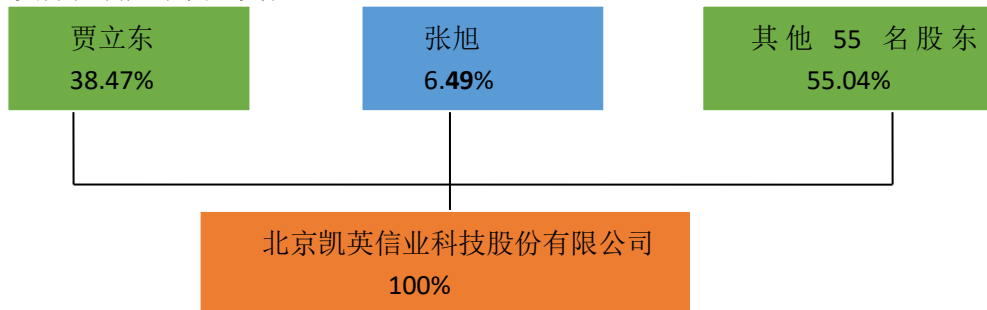 贾立东
38.47%
张旭
6.49%
其他 55 名股东
55.04%
北京凯英信业科技股份有限公司
100%